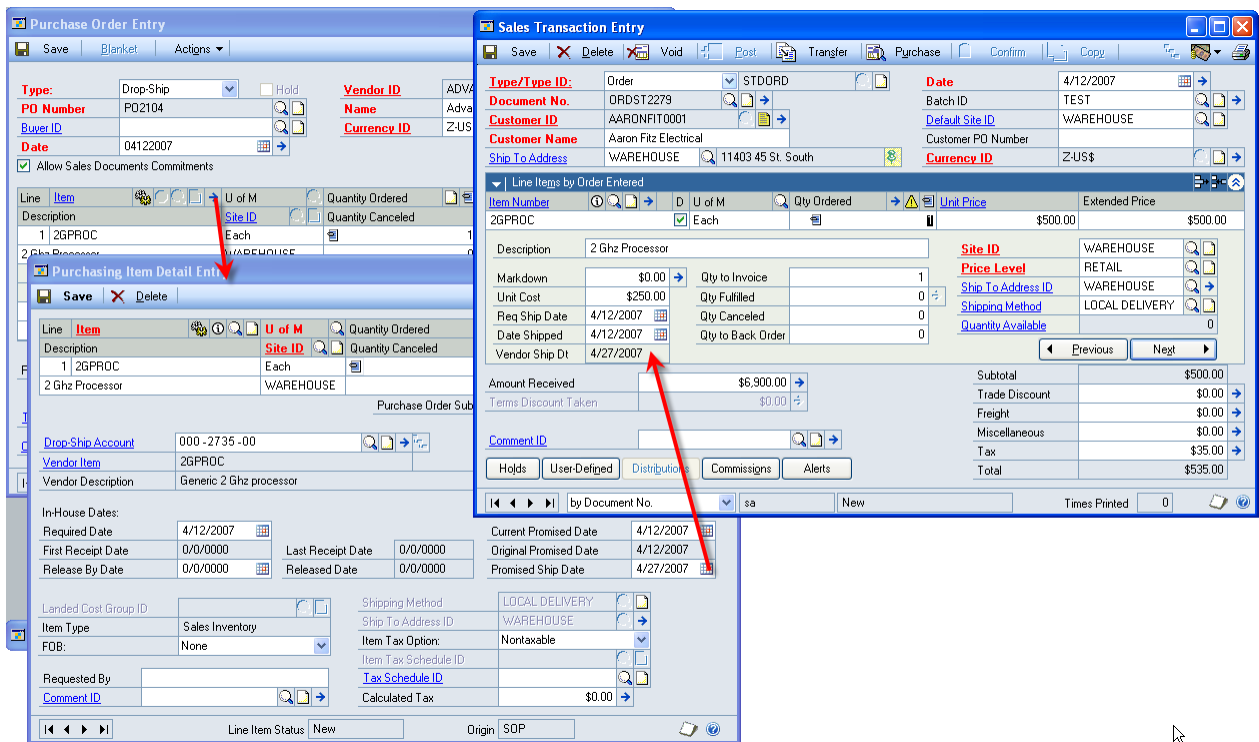 Purchase Order Entry
Save Blanket Actions
Type: Drop-Ship Hold Vendor ID ADVA
PO Number PO2104 Name Adva
Buyer ID Currency ID Z-US
Date 04122007
Allow Sales Documents Commitments
Line Item U of M Quantity Ordered
Description Site ID Quantity Canceled
1 2GPROC Each 1
Sales Transaction Entry
Save Delete Void Post Transfer Purchase Confirm Copy
Type/Type ID: Order STDORD Date 4/12/2007
Document No. ORDST2279 Batch ID TEST
Customer ID AARONFIT0001 Default Site ID WAREHOUSE
Customer Name Aaron Fitz Electrical Customer PO Number
Ship To Address WAREHOUSE 11403 45 St. South Currency ID Z-US$
Line Items by Order Entered
Item Number D U of M Qty Ordered Unit Price Extended Price
2GPROC Each $500.00 $500.00
Description 2 Ghz Processor Site ID WAREHOUSE
Price Level RETAIL
Markdown $0.00 Qty to Invoice 1 Ship To Address ID WAREHOUSE
Unit Cost $250.00 Qty Fulfilled 0 Shipping Method LOCAL DELIVERY
Req Ship Date 4/12/2007 Qty Canceled 0 Quantity Available 0
Date Shipped 4/12/2007 Qty to Back Order 0
Vendor Ship Dt 4/27/2007 Previous Next
Subtotal $500.00
Amount Received $6,900.00 Trade Discount $0.00
Terms Discount Taken $0.00 Freight $0.00
Miscellaneous $0.00
Comment ID Tax $35.00
Holds User-Defined Distributions Commissions Alerts Total $535.00
by Document No. sa New Times Printed 0
Purchasing Item Detail Entry
Save Delete
Line Item U of M Quantity Ordered
Description Site ID Quantity Canceled
1 2GPROC Each
2 Ghz Processor WAREHOUSE
Purchase Order Sub
Drop-Ship Account 000 -2735 -00
Vendor Item 2GPROC
Vendor Description Generic 2 Ghz processor
In-House Dates:
Required Date 4/12/2007 Current Promised Date 4/12/2007
First Receipt Date 0/0/0000 Last Receipt Date 0/0/0000 Original Promised Date 4/12/2007
Release By Date 0/0/0000 Released Date 0/0/0000 Promised Ship Date 4/27/2007
Landed Cost Group ID Shipping Method LOCAL DELIVERY
Item Type Sales Inventory Ship To Address ID WAREHOUSE
FOB: None Item Tax Option: Nontaxable
Item Tax Schedule ID
Requested By Tax Schedule ID
Comment ID Calculated Tax $0.00
Line Item Status New Origin SOP